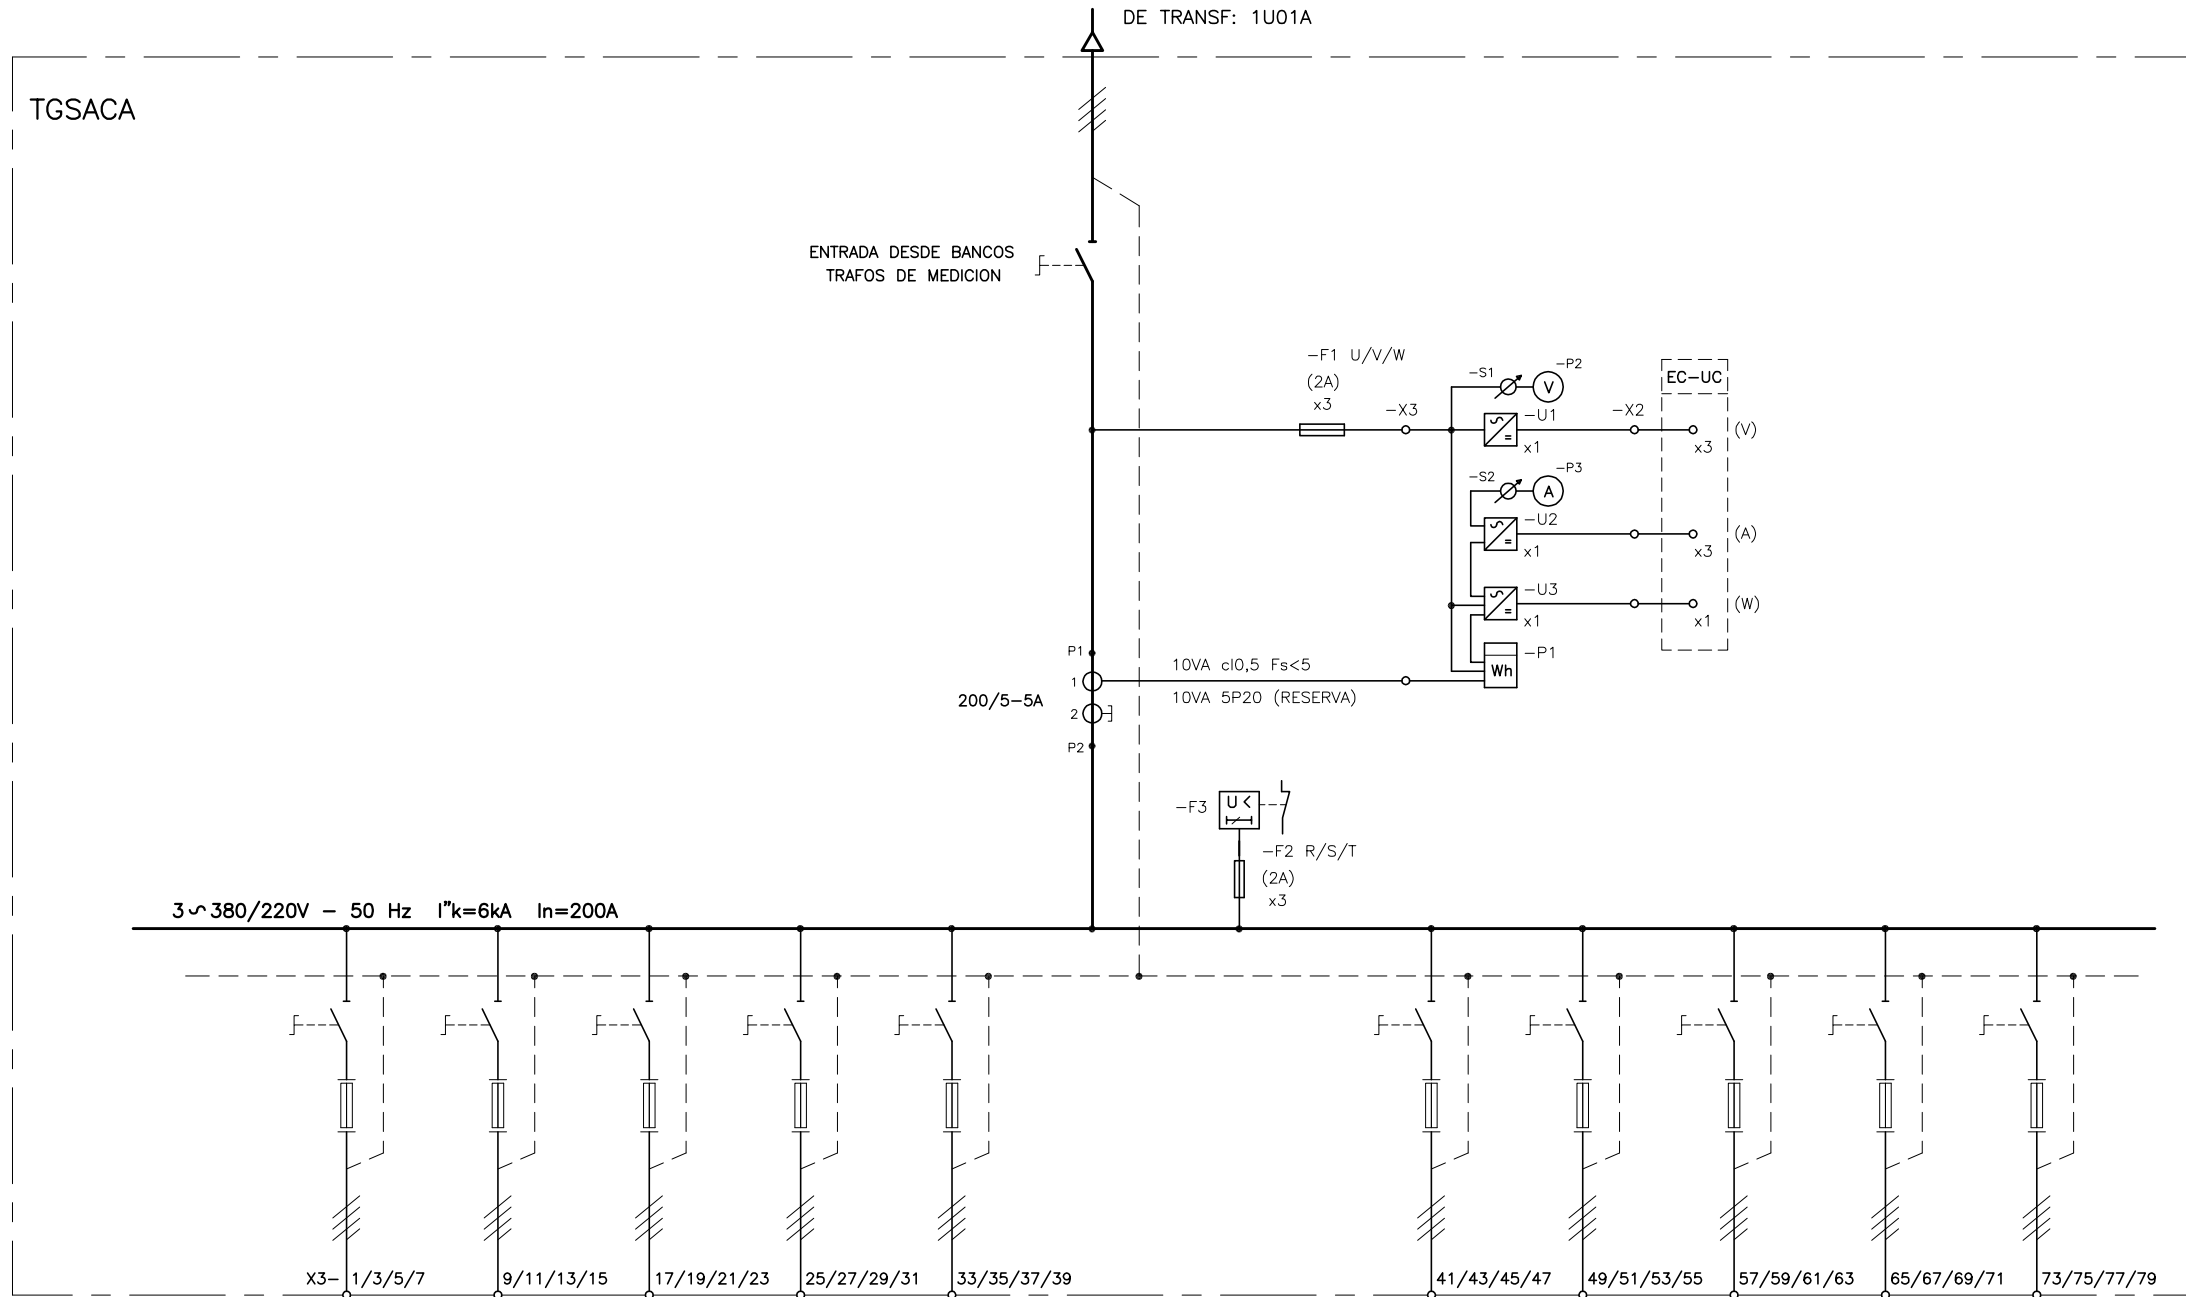 DE TRANSF: 1U01A
TGSACA
ENTRADA DESDE BANCOS
TRAFOS DE MEDICION
-F1 U/V/W
(2A)
x3
-X3
-S1
-P2
V
-U1
x1
-X2
EC-UC
x3
(V)
-S2
-P3
A
-U2
x1
x3
(A)
-U3
x1
x1
(W)
-P1
Wh
P1
1
200/5-5A
2
P2
10VA cl0,5 Fs<5
10VA 5P20 (RESERVA)
-F3
U<
-F2 R/S/T
(2A)
x3
3∿380/220V - 50 Hz I"k=6kA In=200A
X3- 1/3/5/7
9/11/13/15
17/19/21/23
25/27/29/31
33/35/37/39
41/43/45/47
49/51/53/55
57/59/61/63
65/67/69/71
73/75/77/79